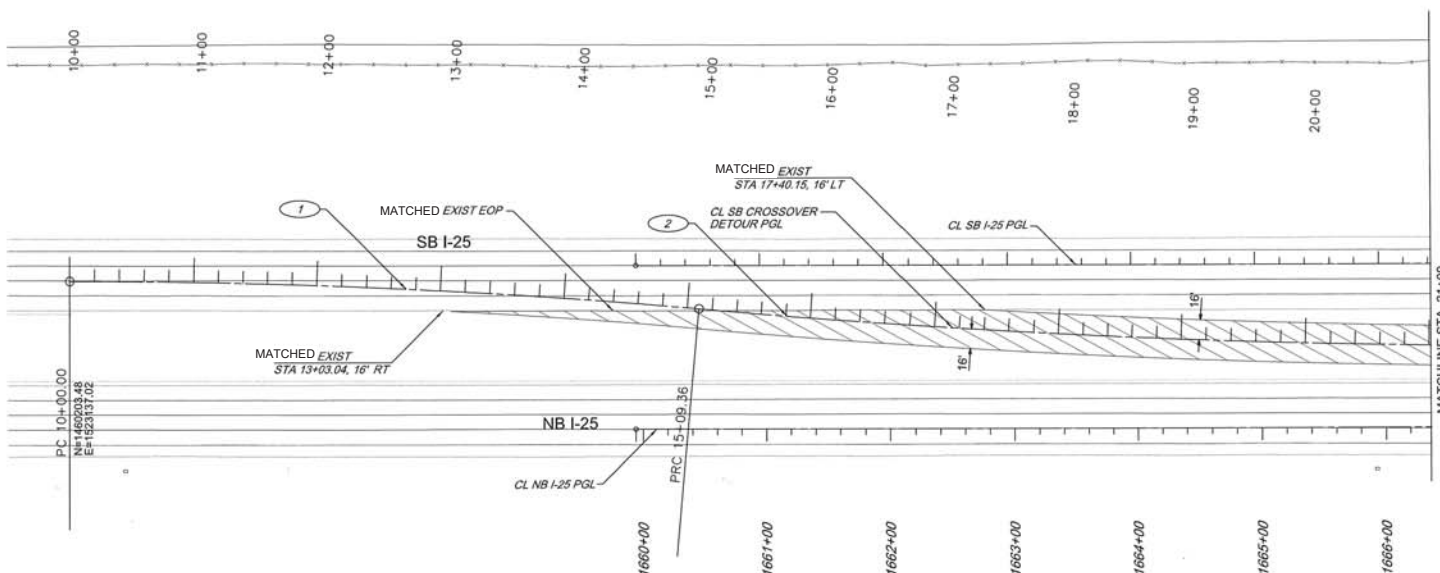 10+00
11+00
12+00
13+00
14+00
15+00
16+00
17+00
18+00
19+00
20+00
MATCHED EXIST
STA 17+40.15, 16' LT
1
MATCHED EXIST EOP
2
CL SB CROSSOVER
DETOUR PGL
CL SB I-25 PGL
SB I-25
16'
MATCHED EXIST
STA 13+03.04, 16' RT
16'
MATCHLINE STA 21+00
PC 10+00.00
N=1460203.48
E=1523137.02
NB I-25
PRC 15+09.36
CL NB I-25 PGL
1660+00
1661+00
1662+00
1663+00
1664+00
1665+00
1666+00